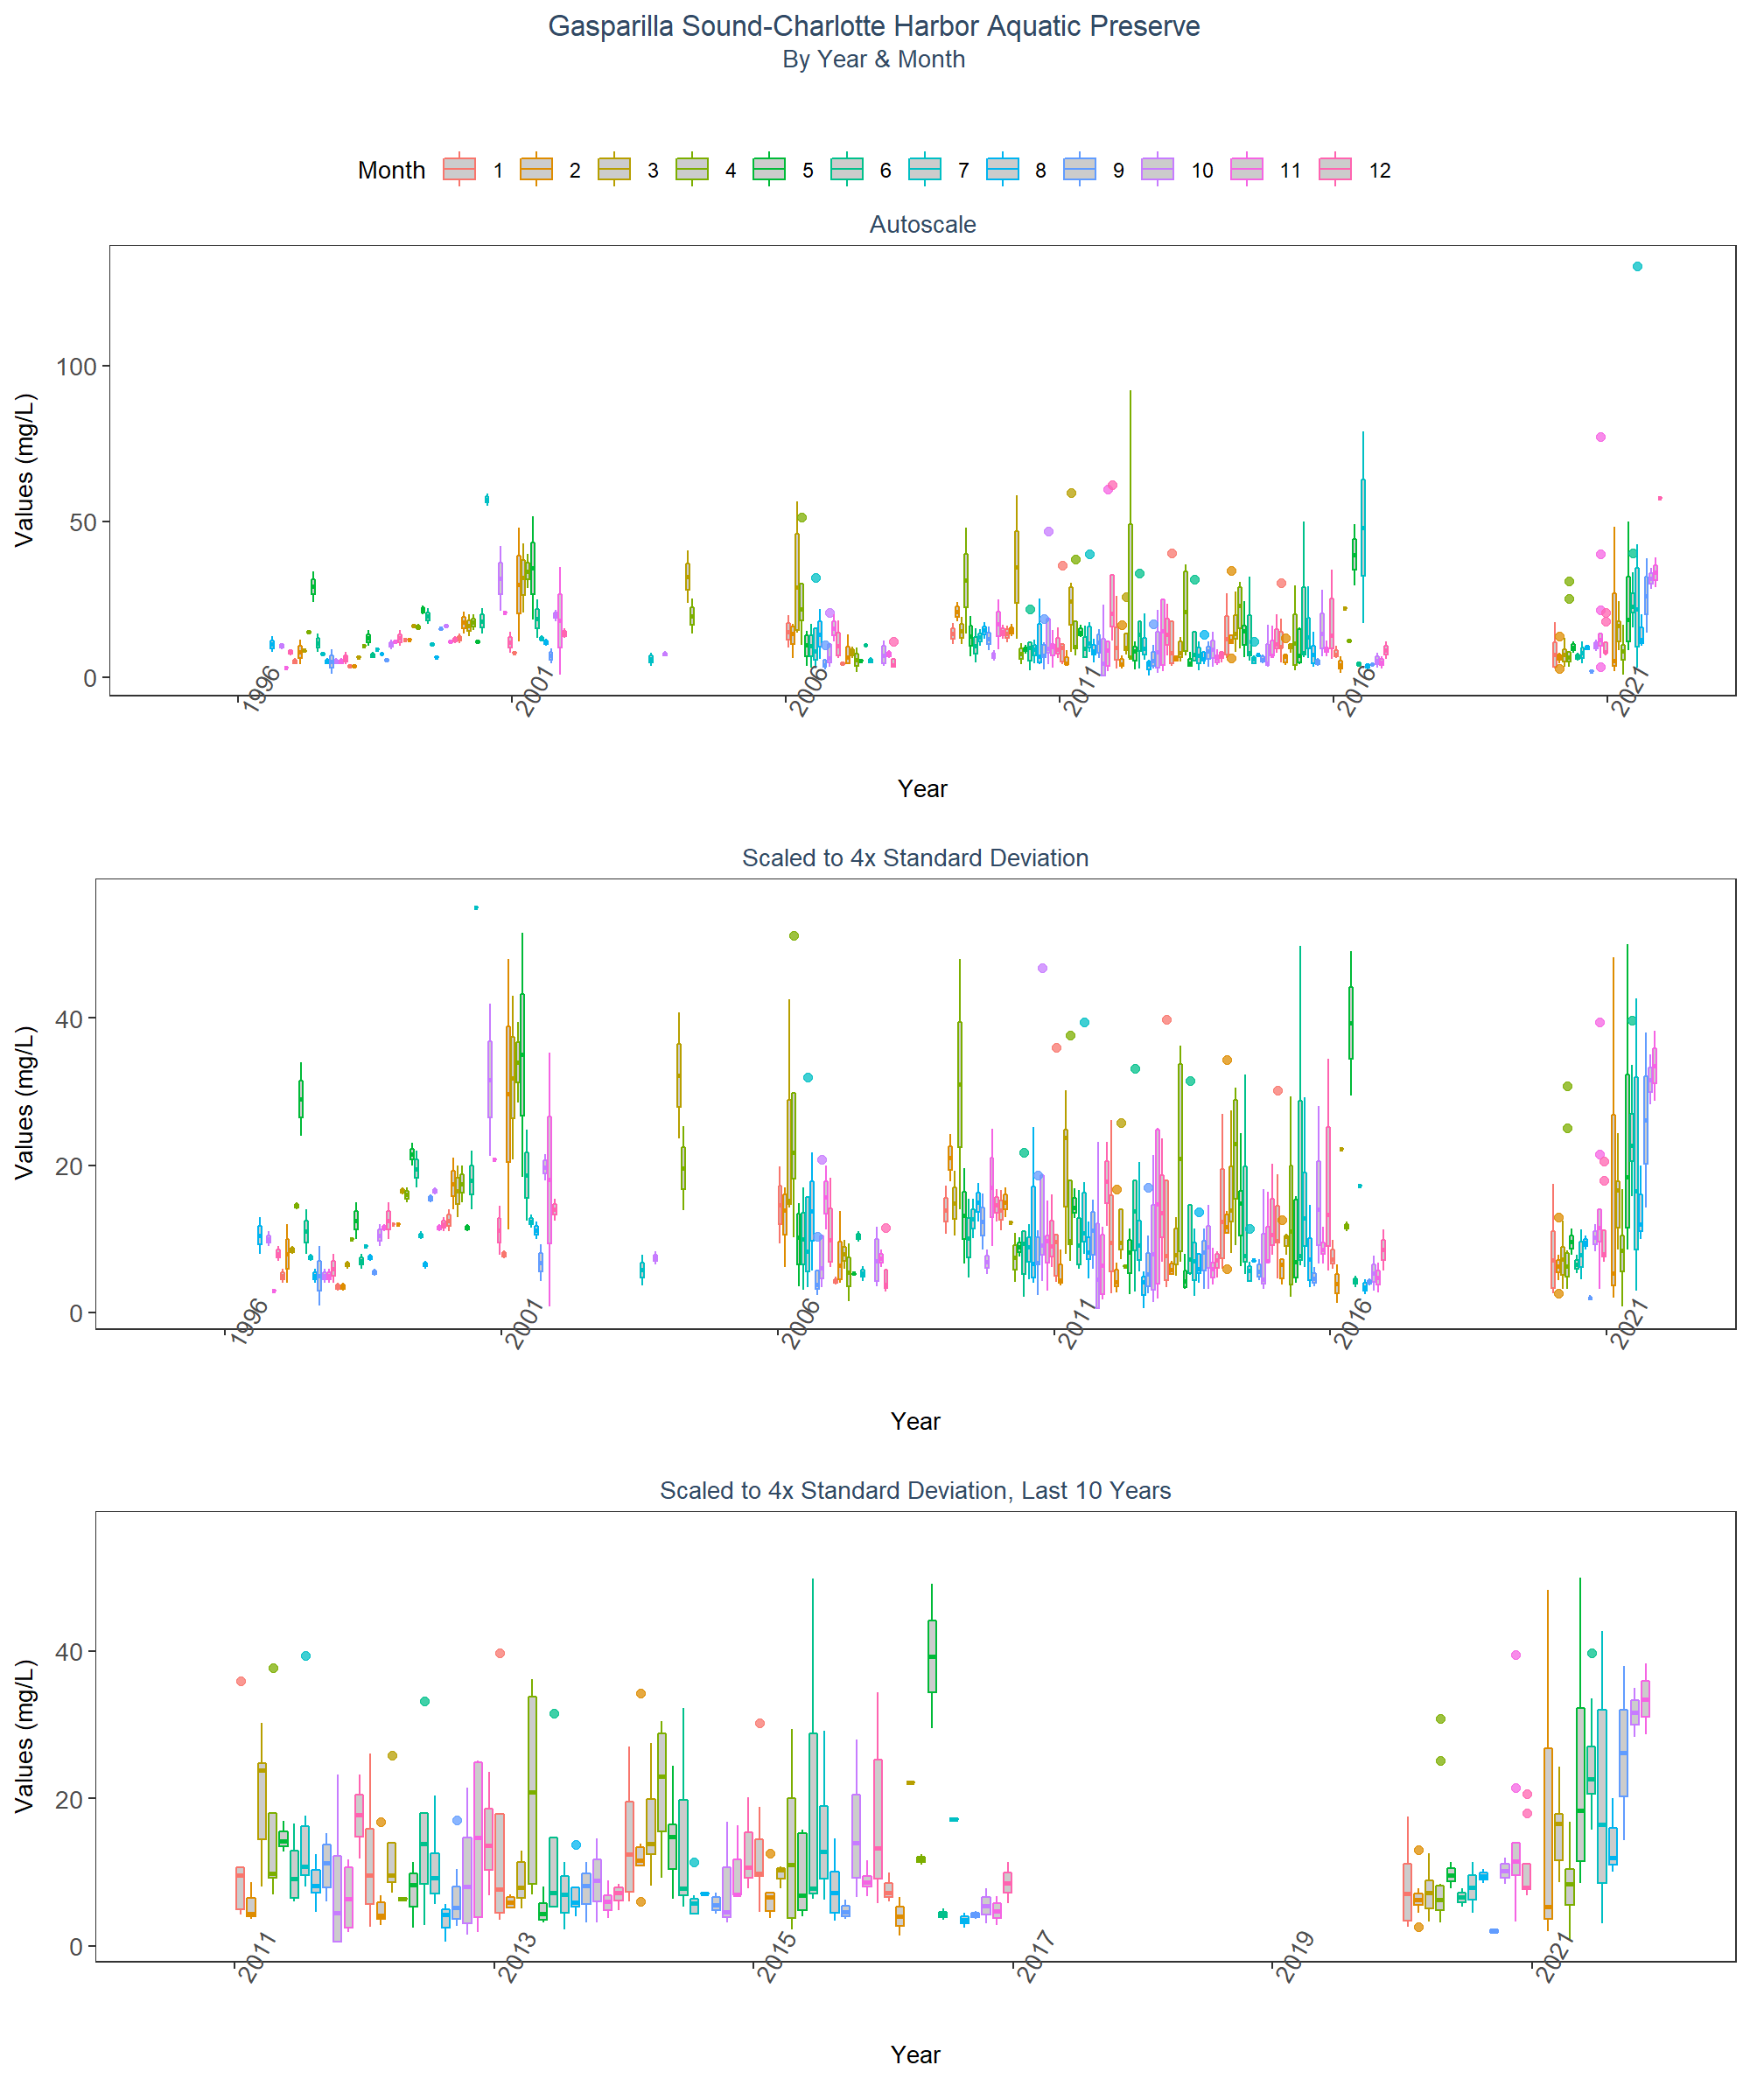 Gasparilla Sound-Charlotte Harbor Aquatic Preserve
By Year & Month
Month 1 2 3 4 5 6 7 8 9 10 11 12
Autoscale
Values (mg/L)
100
50
0
1996 2001 2006 2011 2016 2021
Year
Scaled to 4x Standard Deviation
Values (mg/L)
40
20
0
1996 2001 2006 2011 2016 2021
Year
Scaled to 4x Standard Deviation, Last 10 Years
Values (mg/L)
40
20
0
2011 2013 2015 2017 2019 2021
Year